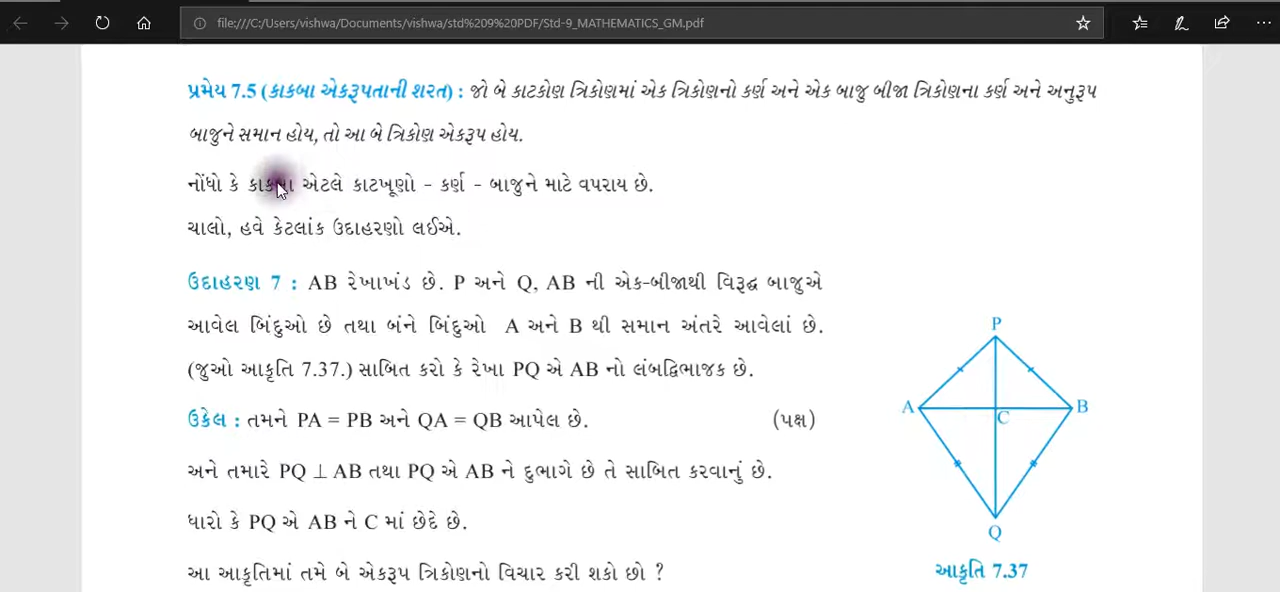 file:///C:/Users/vishwa/Documents/vishwa/std%209%20PDF/Std-9_MATHEMATICS_GM.pdf
પ્રમેય 7.5 (કાકબા એકરૂપતાની શરત) : જો બે કાટકોણ ત્રિકોણમાં એક ત્રિકોણનો કર્ણ અને એક બાજુ બીજા ત્રિકોણના કર્ણ અને અનુરૂપ
બાજુને સમાન હોય, તો આ બે ત્રિકોણ એકરૂપ હોય.
નોંધો કે કાકબા એટલે કાટખૂણો - કર્ણ - બાજુને માટે વપરાય છે.
ચાલો, હવે કેટલાંક ઉદાહરણો લઈએ.
ઉદાહરણ 7 : AB રેખાખંડ છે. P અને Q, AB ની એક-બીજાથી વિરૂદ્ધ બાજુએ
આવેલ બિંદુઓ છે તથા બંને બિંદુઓ A અને B થી સમાન અંતરે આવેલાં છે.
(જુઓ આકૃતિ 7.37.) સાબિત કરો કે રેખા PQ એ AB નો લંબદ્વિભાજક છે.
ઉકેલ : તમને PA = PB અને QA = QB આપેલ છે. (પક્ષ)
અને તમારે PQ ⊥ AB તથા PQ એ AB ને દુભાગે છે તે સાબિત કરવાનું છે.
ધારો કે PQ એ AB ને C માં છેદે છે.
આ આકૃતિમાં તમે બે એકરૂપ ત્રિકોણનો વિચાર કરી શકો છો ?
P
A
B
C
Q
આકૃતિ 7.37